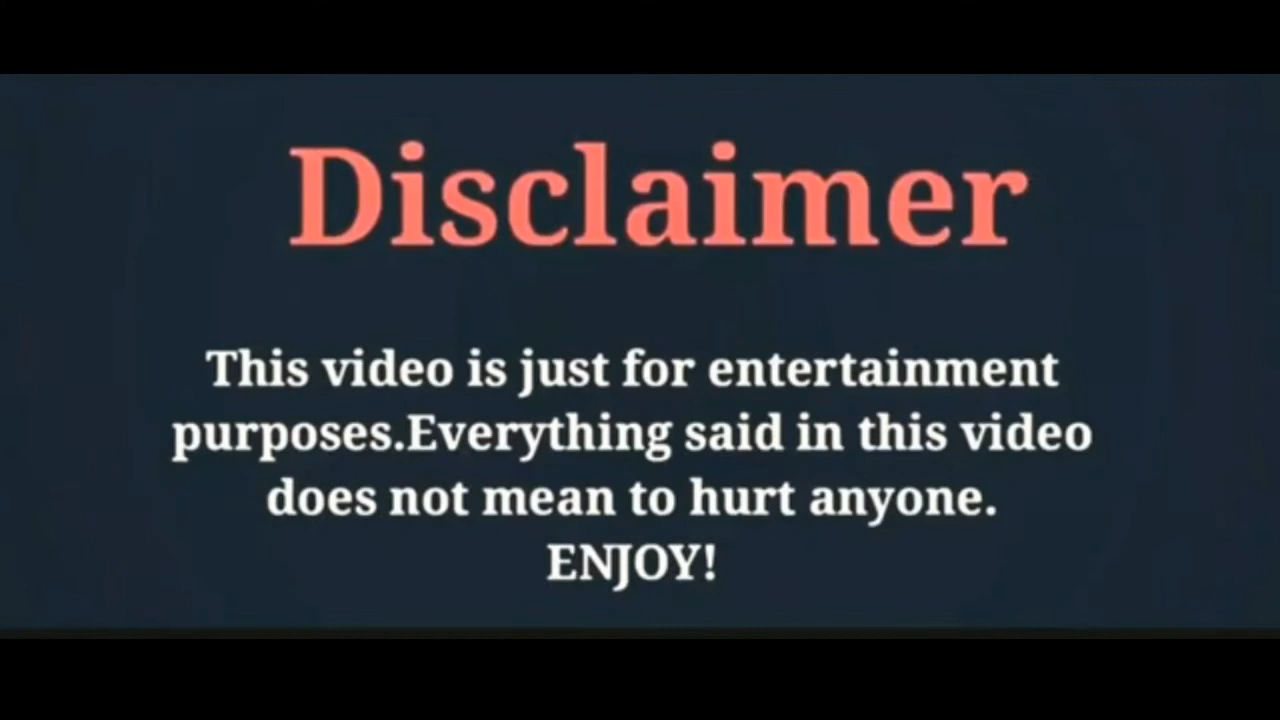 Disclaimer
This video is just for entertainment
purposes.Everything said in this video
does not mean to hurt anyone.
ENJOY!